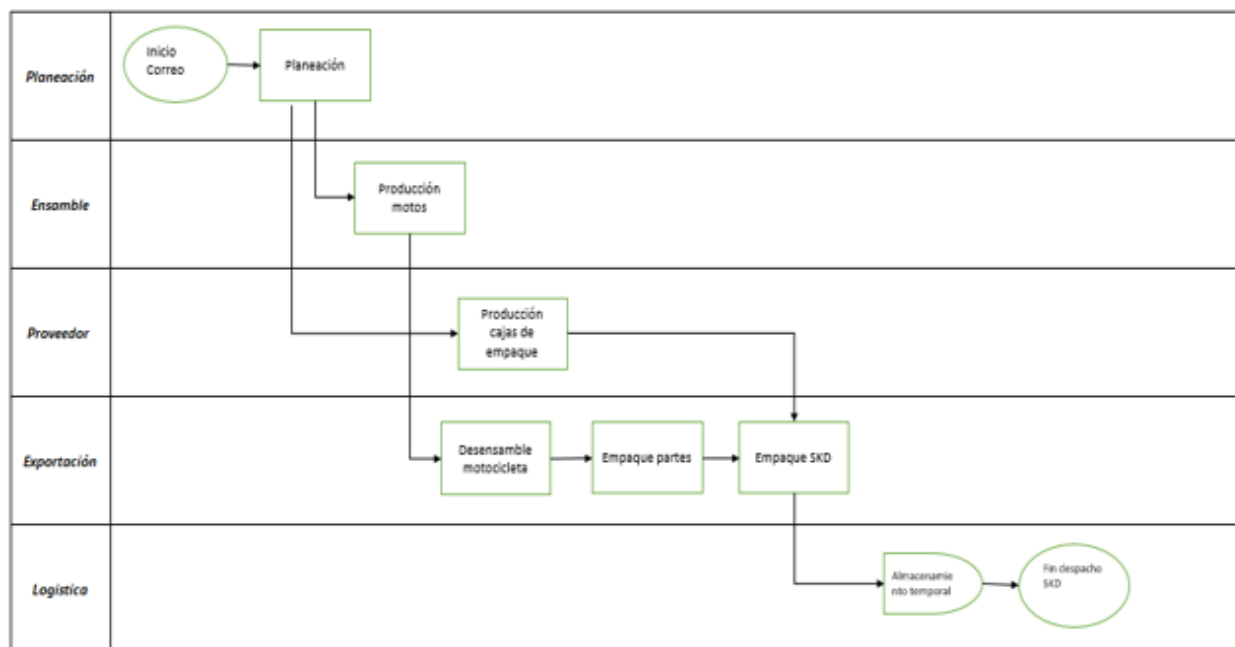 Inicio
Correo
Planeación
Planeación
Producción
motos
Ensamble
Producción
cajas de
empaque
Proveedor
Desensamble
motocicleta
Empaque partes
Empaque SKD
Exportación
Almacenamie
nto temporal
Fin despacho
SKD
Logística